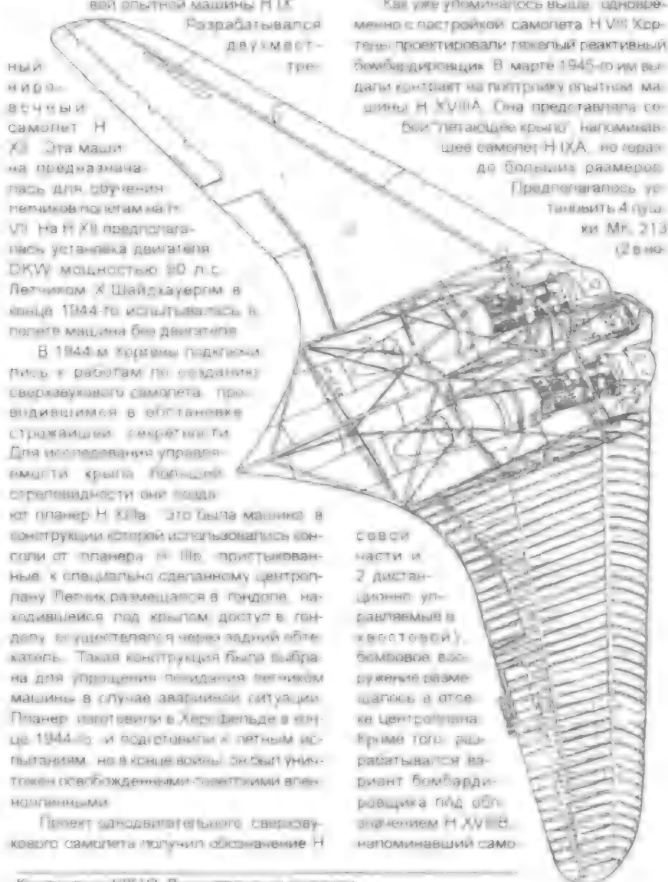 вой опытной машины H IX.
Разрабатывался
двухмест-
ный тре-
ниро-
вочный
самолет H
XII. Эта маши-
на предназнача-
лась для обучения
летчиков полетам на H
VII. На H XII предполага-
лась установка двигателя
DKW мощностью 90 л.с.
Летчиком Х Шайдхауэром в
конце 1944-го испытывалась в
полете машина без двигателя.
В 1944-м Хортены подключи-
лись к работам по созданию
сверхзвукового самолета, про-
водившимся в обстановке
строжайшей секретности.
Для исследования управля-
емости крыла большей
стреловидности они созда-
ют планер H XIIIa. Это была машина, в
конструкции которой использовались кон-
соли от планера H IIIb, пристыкован-
ные к специально сделанному центроп-
лану. Летчик размещался в гондоле, на-
ходившейся под крылом, доступ в гон-
долу осуществлялся через задний обте-
катель. Такая конструкция была выбра-
на для упрощения покидания летчиком
машины в случае аварийной ситуации.
Планер изготовили в Херсфельде в кон-
це 1944-го и подготовили к летным ис-
пытаниям, но в конце войны он был унич-
тожен освобожденными советскими воен-
нопленными.
Проект однодвигательного сверхзву-
кового самолета получил обозначение H
Как уже упоминалось выше, одновре-
менно с постройкой самолета H VIII Хор-
тены проектировали тяжелый реактивный
бомбардировщик. В марте 1945-го им вы-
дали контракт на постройку опытной ма-
шины H XVIIIA. Она представляла со-
бой "летающее крыло", напоминав-
шее самолет H IXA, но гораз-
до больших размеров.
Предполагалось ус-
тановить 4 пуш-
ки Mk. 213
(2 в но-
совой
части и
2 дистан-
ционно уп-
равляемые в
хвостовой),
бомбовое воо-
ружение разме-
щалось в отсе-
ке центроплана.
Кроме того, раз-
рабатывался ва-
риант бомбарди-
ровщика под обо-
значением H XVIIIB,
напоминавший само-